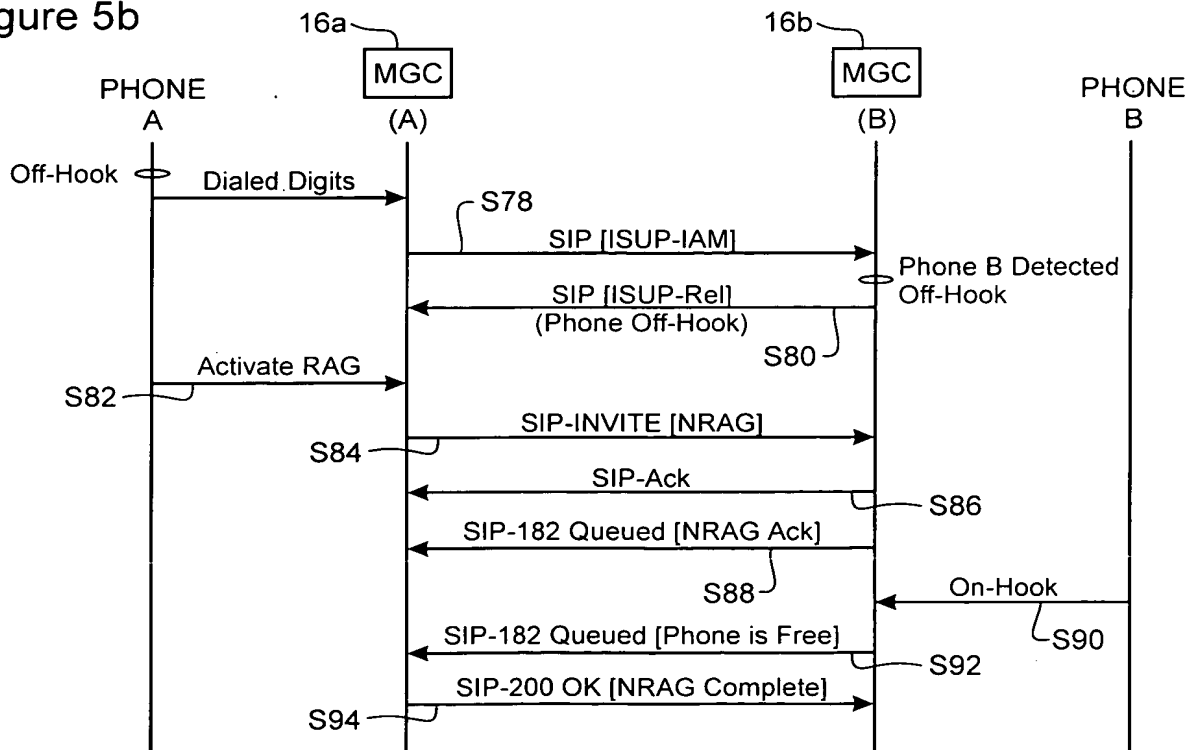 gure 5b
16a
16b
MGC
MGC
PHONE
A
(A)
(B)
PHONE
B
Off-Hook
Dialed Digits
S78
SIP [ISUP-IAM]
Phone B Detected
Off-Hook
SIP [ISUP-Rel]
(Phone Off-Hook)
S80
Activate RAG
S82
SIP-INVITE [NRAG]
S84
SIP-Ack
S86
SIP-182 Queued [NRAG Ack]
S88
On-Hook
S90
SIP-182 Queued [Phone is Free]
S92
SIP-200 OK [NRAG Complete]
S94